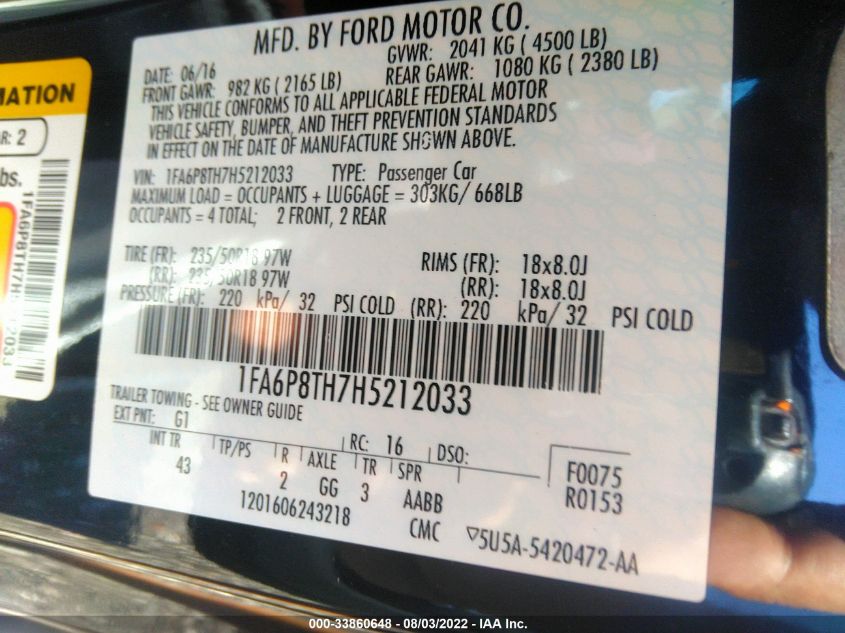 MATION
R: 2
bs.
MFD. BY FORD MOTOR CO.
DATE: 06/16
GVWR: 2041 KG ( 4500 LB)
FRONT GAWR: 982 KG ( 2165 LB)
REAR GAWR: 1080 KG ( 2380 LB)
THIS VEHICLE CONFORMS TO ALL APPLICABLE FEDERAL MOTOR
VEHICLE SAFETY, BUMPER, AND THEFT PREVENTION STANDARDS
IN EFFECT ON THE DATE OF MANUFACTURE SHOWN ABOVE.
VIN: 1FA6P8TH7H5212033 TYPE: Passenger Car
MAXIMUM LOAD = OCCUPANTS + LUGGAGE = 303KG/ 668LB
OCCUPANTS = 4 TOTAL; 2 FRONT, 2 REAR
TIRE (FR): 235/50R18 97W RIMS (FR): 18x8.0J
(RR): 235/50R18 97W (RR): 18x8.0J
PRESSURE (FR): 220 kPa/ 32 PSI COLD (RR): 220 kPa/ 32 PSI COLD
1FA6P8TH7H5212033
TRAILER TOWING - SEE OWNER GUIDE
EXT PNT: G1 RC: 16 DSO:
INT TR TP/PS R AXLE TR SPR
43 2 GG 3 AABB
F0075
R0153
1201606243218 CMC
5U5A-5420472-AA
000-33860648 - 08/03/2022 - IAA Inc.